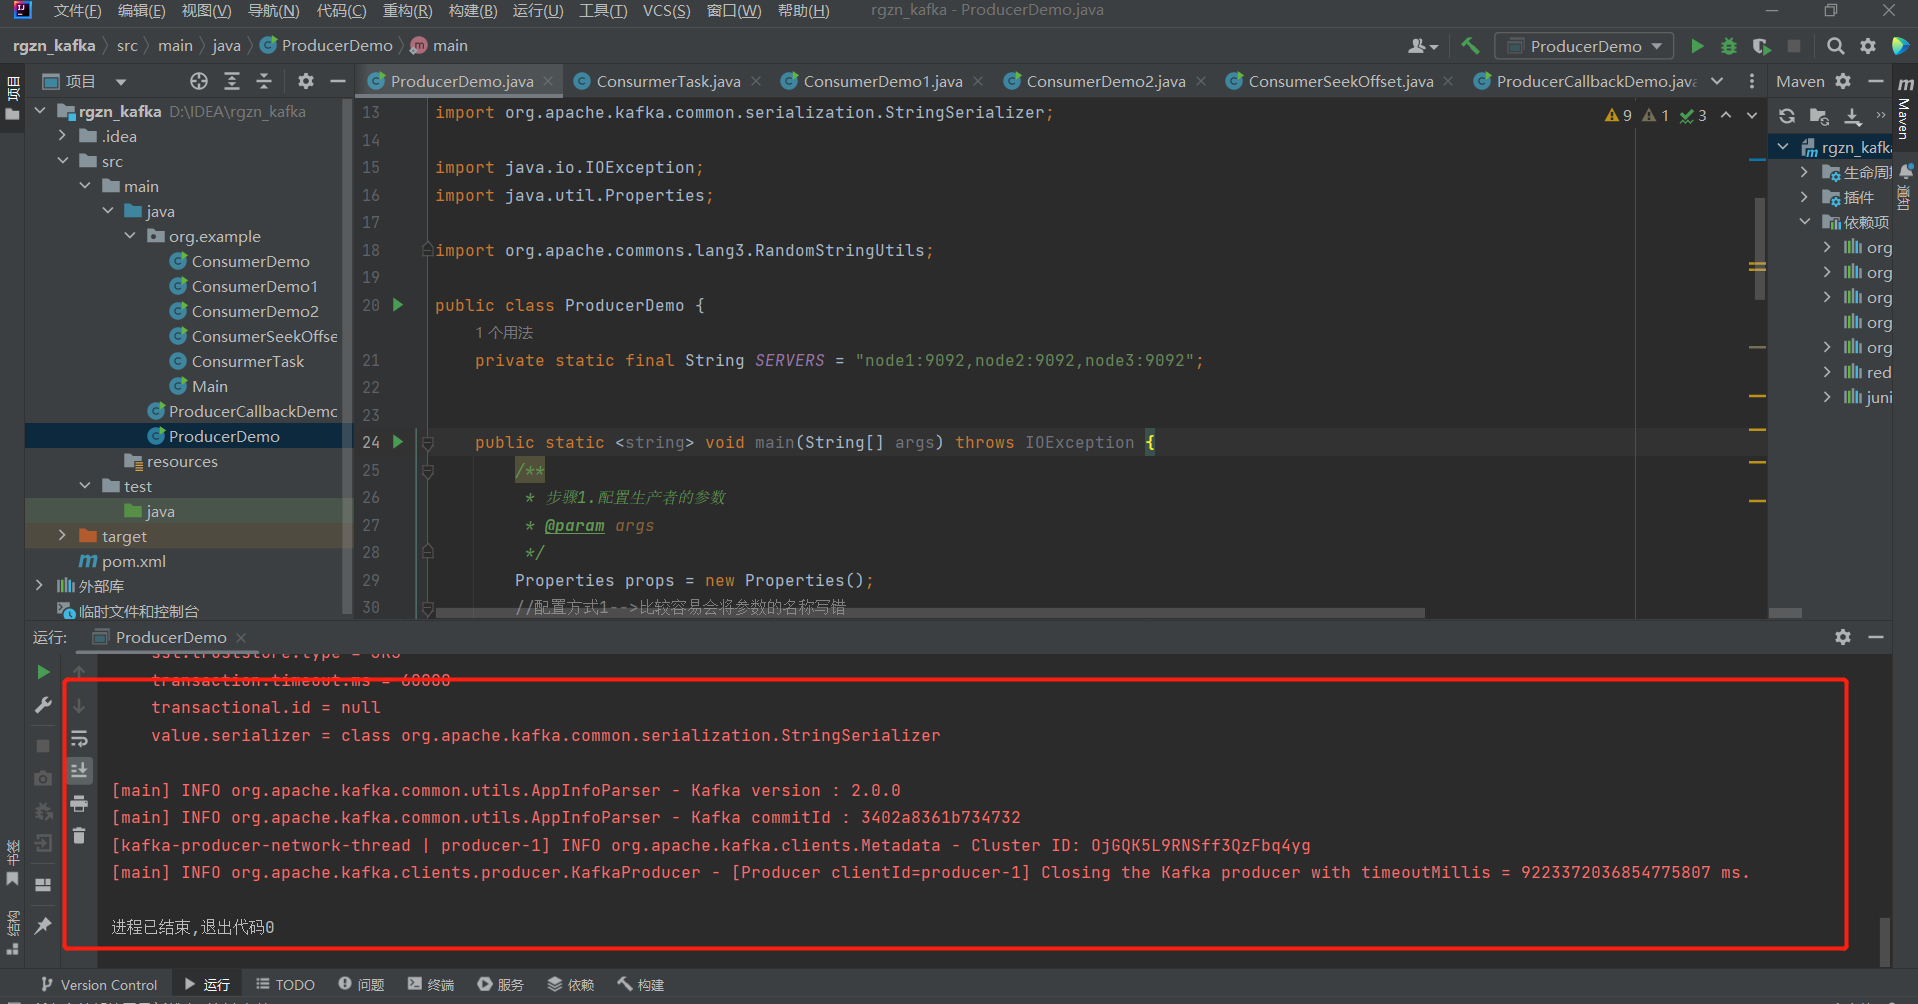 文件(F) 编辑(E) 视图(V) 导航(N) 代码(C) 重构(R) 构建(B) 运行(U) 工具(T) VCS(S) 窗口(W) 帮助(H) rgzn_kafka - ProducerDemo.java
rgzn_kafka src main java ProducerDemo main
ProducerDemo
项目
项目
ProducerDemo.java ConsurmerTask.java ConsumerDemo1.java ConsumerDemo2.java ConsumerSeekOffset.java ProducerCallbackDemo.java
Maven
rgzn_kafka D:\IDEA\rgzn_kafka
.idea
src
main
java
org.example
ConsumerDemo
ConsumerDemo1
ConsumerDemo2
ConsumerSeekOffse
ConsurmerTask
Main
ProducerCallbackDemo
ProducerDemo
resources
test
java
target
pom.xml
外部库
临时文件和控制台
9 1 3
13 import org.apache.kafka.common.serialization.StringSerializer;
14
15 import java.io.IOException;
16 import java.util.Properties;
17
18 import org.apache.commons.lang3.RandomStringUtils;
19
20 public class ProducerDemo {
1 个用法
21 private static final String SERVERS = "node1:9092,node2:9092,node3:9092";
22
23
24 public static <string> void main(String[] args) throws IOException {
25 /**
26 * 步骤1.配置生产者的参数
27 * @param args
28 */
29 Properties props = new Properties();
30 //配置方式1-->比较容易会将参数的名称写错
rgzn_kafka
生命周期
插件
依赖项
org
org
org
org
org
red
juni
Maven
通知
运行: ProducerDemo
ssl.truststore.type = JKS
transaction.timeout.ms = 60000
transactional.id = null
value.serializer = class org.apache.kafka.common.serialization.StringSerializer
[main] INFO org.apache.kafka.common.utils.AppInfoParser - Kafka version : 2.0.0
[main] INFO org.apache.kafka.common.utils.AppInfoParser - Kafka commitId : 3402a8361b734732
[kafka-producer-network-thread | producer-1] INFO org.apache.kafka.clients.Metadata - Cluster ID: OjGQK5L9RNSff3QzFbq4yg
[main] INFO org.apache.kafka.clients.producer.KafkaProducer - [Producer clientId=producer-1] Closing the Kafka producer with timeoutMillis = 9223372036854775807 ms.
进程已结束,退出代码0
书签
结构
Version Control 运行 TODO 问题 终端 服务 依赖 构建